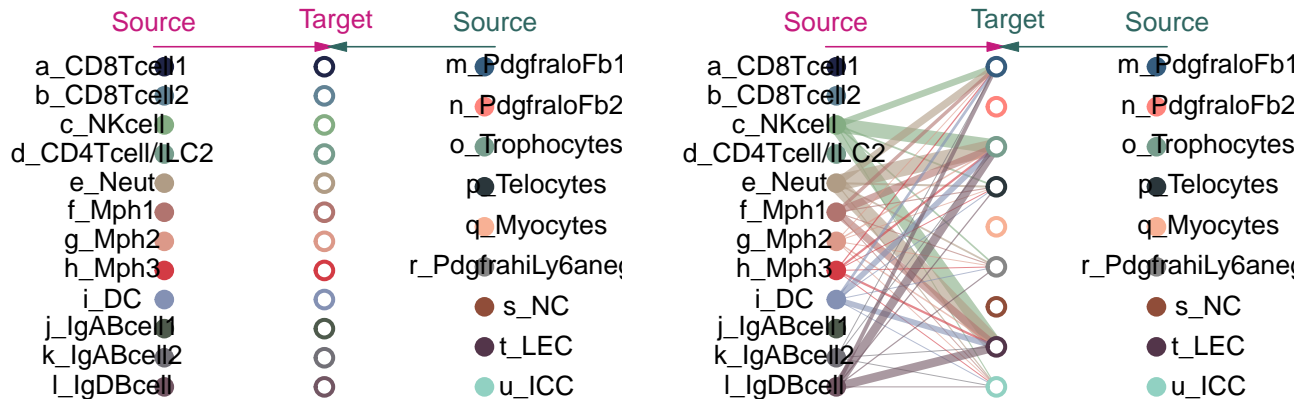 Source Target Source
a_CD8Tcell1
b_CD8Tcell2
c_NKcell
d_CD4Tcell/ILC2
e_Neut
f_Mph1
g_Mph2
h_Mph3
i_DC
j_IgABcell1
k_IgABcell2
l_IgDBcell
m_PdgfraloFb1
n_PdgfraloFb2
o_Trophocytes
p_Telocytes
q_Myocytes
r_PdgfrahiLy6aneg
s_NC
t_LEC
u_ICC
Source Target Source
a_CD8Tcell1
b_CD8Tcell2
c_NKcell
d_CD4Tcell/ILC2
e_Neut
f_Mph1
g_Mph2
h_Mph3
i_DC
j_IgABcell1
k_IgABcell2
l_IgDBcell
m_PdgfraloFb1
n_PdgfraloFb2
o_Trophocytes
p_Telocytes
q_Myocytes
r_PdgfrahiLy6aneg
s_NC
t_LEC
u_ICC